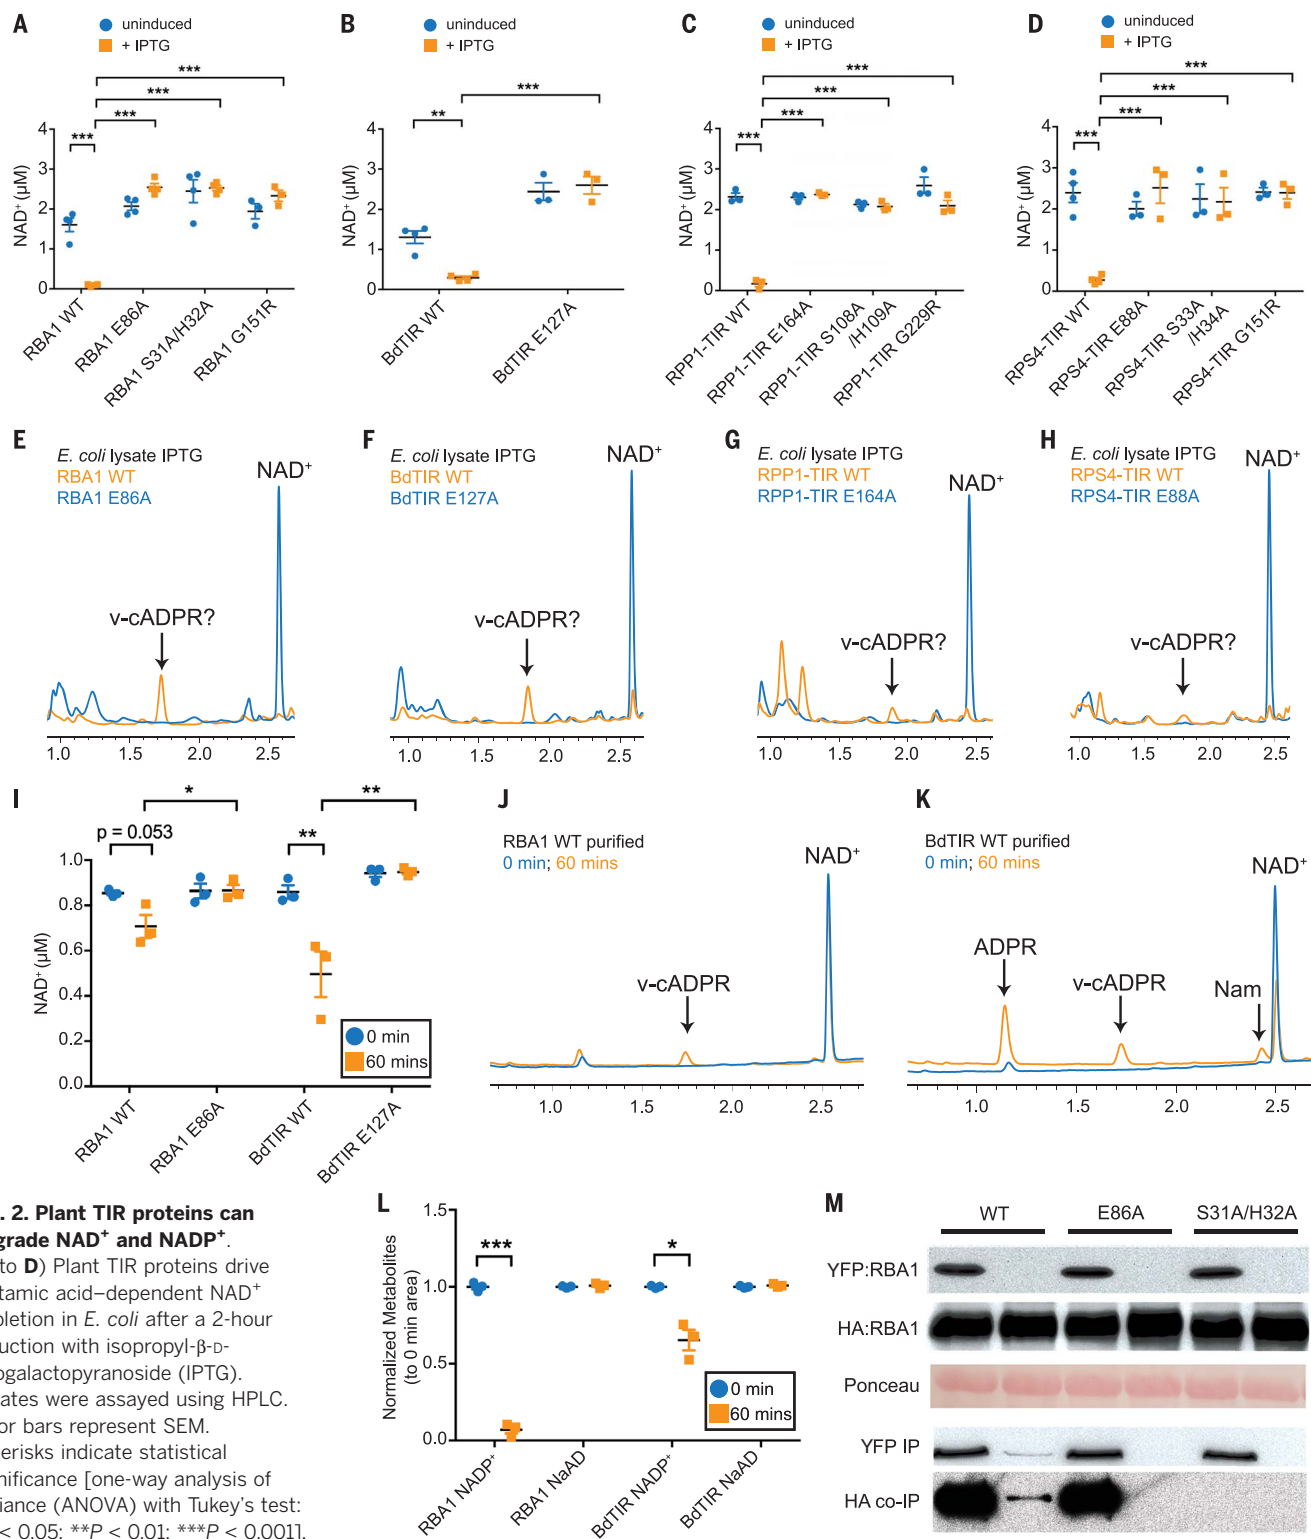 A
uninduced
+ IPTG
***
***
***
***
NAD⁺ (µM)
4
3
2
1
0
RBA1 WT
RBA1 E86A
RBA1 S31A/H32A
RBA1 G151R
B
uninduced
+ IPTG
***
**
NAD⁺ (µM)
4
3
2
1
0
BdTIR WT
BdTIR E127A
C
uninduced
+ IPTG
***
***
***
***
NAD⁺ (µM)
4
3
2
1
0
RPP1-TIR WT
RPP1-TIR E164A
RPP1-TIR S108A
/H109A
RPP1-TIR G229R
D
uninduced
+ IPTG
***
***
***
***
NAD⁺ (µM)
4
3
2
1
0
RPS4-TIR WT
RPS4-TIR E88A
RPS4-TIR S33A
/H34A
RPS4-TIR G151R
E
E. coli lysate IPTG
RBA1 WT
RBA1 E86A
NAD⁺
v-cADPR?
1.0 1.5 2.0 2.5
F
E. coli lysate IPTG
BdTIR WT
BdTIR E127A
NAD⁺
v-cADPR?
1.0 1.5 2.0 2.5
G
E. coli lysate IPTG
RPP1-TIR WT
RPP1-TIR E164A
NAD⁺
v-cADPR?
1.0 1.5 2.0 2.5
H
E. coli lysate IPTG
RPS4-TIR WT
RPS4-TIR E88A
NAD⁺
v-cADPR?
1.0 1.5 2.0 2.5
I
*
**
p = 0.053
**
NAD⁺ (µM)
1.0
0.8
0.6
0.4
0.2
0.0
0 min
60 mins
RBA1 WT
RBA1 E86A
BdTIR WT
BdTIR E127A
J
RBA1 WT purified
0 min; 60 mins
NAD⁺
v-cADPR
1.0 1.5 2.0 2.5
K
BdTIR WT purified
0 min; 60 mins
NAD⁺
ADPR
v-cADPR
Nam
1.0 1.5 2.0 2.5
. 2. Plant TIR proteins can
grade NAD⁺ and NADP⁺.
to D) Plant TIR proteins drive
tamic acid–dependent NAD⁺
pletion in E. coli after a 2-hour
duction with isopropyl-β-D-
ogalactopyranoside (IPTG).
ates were assayed using HPLC.
or bars represent SEM.
terisks indicate statistical
nificance [one-way analysis of
iance (ANOVA) with Tukey's test:
< 0.05; **P < 0.01; ***P < 0.001].
L
***
*
Normalized Metabolites
(to 0 min area)
1.5
1.0
0.5
0.0
0 min
60 mins
RBA1 NADP⁺
RBA1 NaAD
BdTIR NADP⁺
BdTIR NaAD
M
WT E86A S31A/H32A
YFP:RBA1
HA:RBA1
Ponceau
YFP IP
HA co-IP